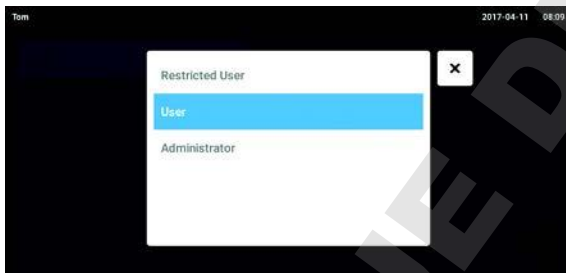 Tom 2017-04-11 08:09
Restricted User
User
Administrator